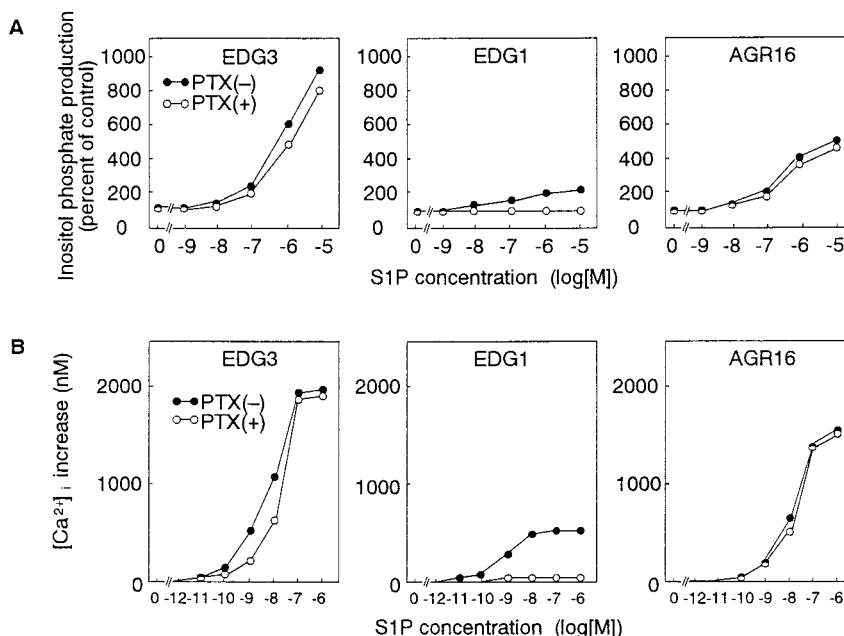 A
EDG3
EDG1
AGR16
Inositol phosphate production
(percent of control)
1000
800
600
400
200
0
PTX(–)
PTX(+)
0 -9 -8 -7 -6 -5
1000
800
600
400
200
0
0 -9 -8 -7 -6 -5
1000
800
600
400
200
0
0 -9 -8 -7 -6 -5
S1P concentration (log[M])
B
EDG3
EDG1
AGR16
[Ca2+] i increase (nM)
2000
1000
0
PTX(–)
PTX(+)
0 -12 -11 -10 -9 -8 -7 -6
2000
1000
0
0 -12 -11 -10 -9 -8 -7 -6
2000
1000
0
0 -12 -11 -10 -9 -8 -7 -6
S1P concentration (log[M])